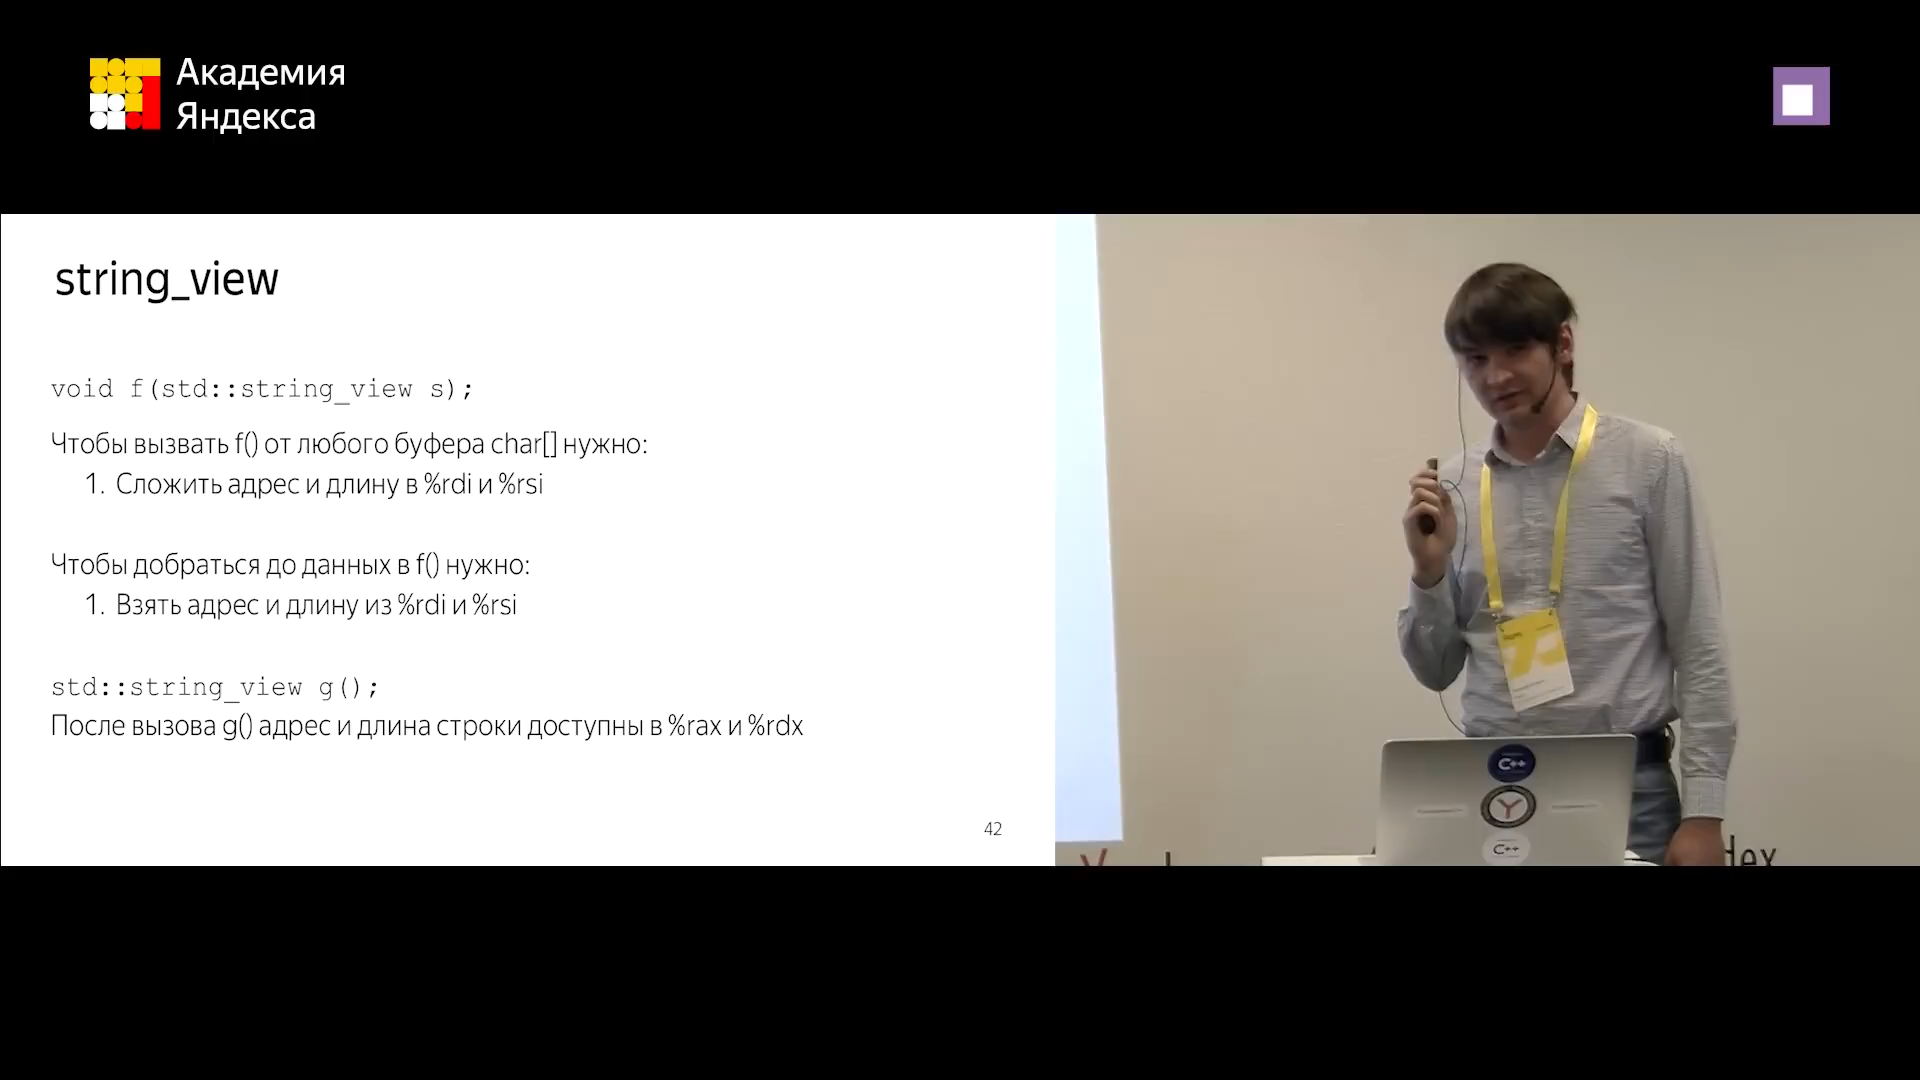 Академия
Яндекса
string_view
void f(std::string_view s);
Чтобы вызвать f() от любого буфера char[] нужно:
1. Сложить адрес и длину в %rdi и %rsi
Чтобы добраться до данных в f() нужно:
1. Взять адрес и длину из %rdi и %rsi
std::string_view g();
После вызова g() адрес и длина строки доступны в %rax и %rdx
42
C++
Y
C++
dex